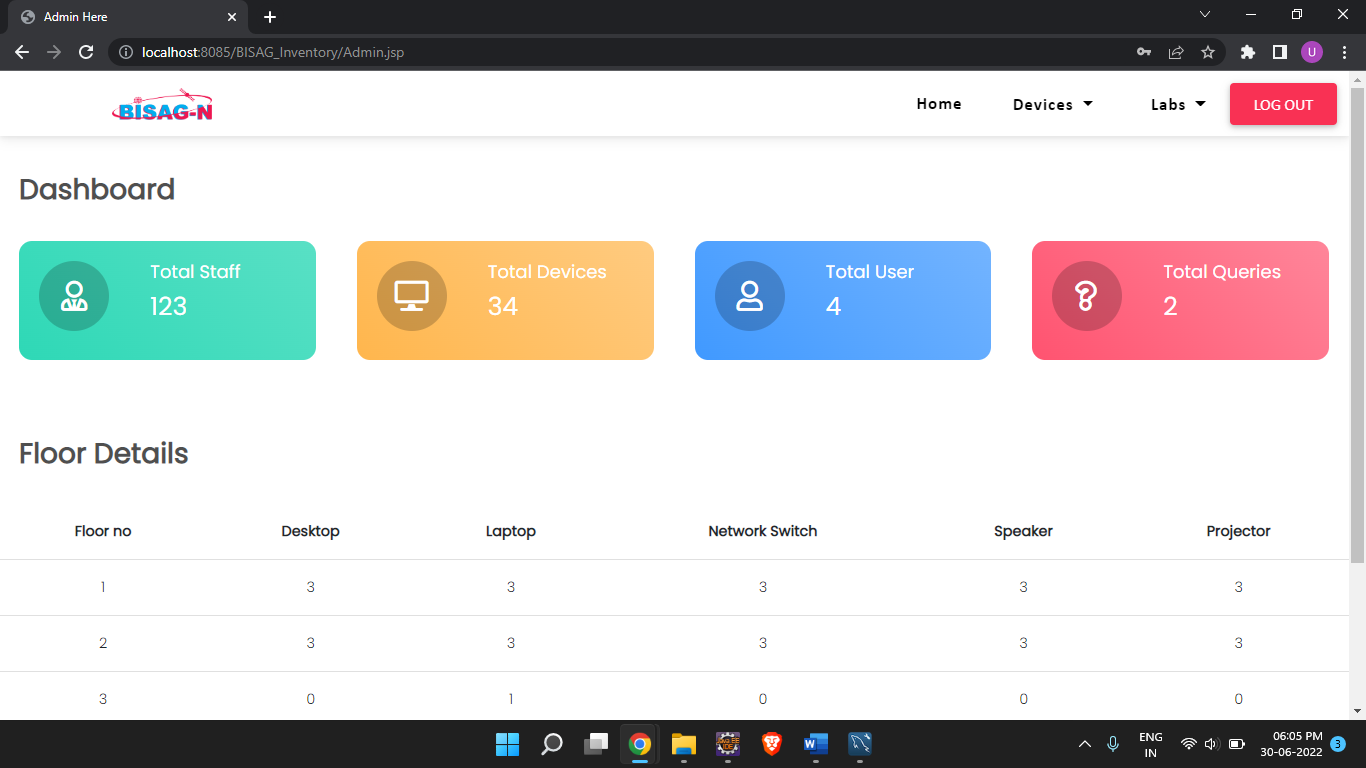 Admin Here
localhost:8085/BISAG_Inventory/Admin.jsp
U
BISAG-N
Home
Devices
Labs
LOG OUT
Dashboard
Total Staff
123
Total Devices
34
Total User
4
Total Queries
2
Floor Details
Floor no Desktop Laptop Network Switch Speaker Projector
1 3 3 3 3 3
2 3 3 3 3 3
3 0 1 0 0 0
ENG
IN
06:05 PM
30-06-2022
3